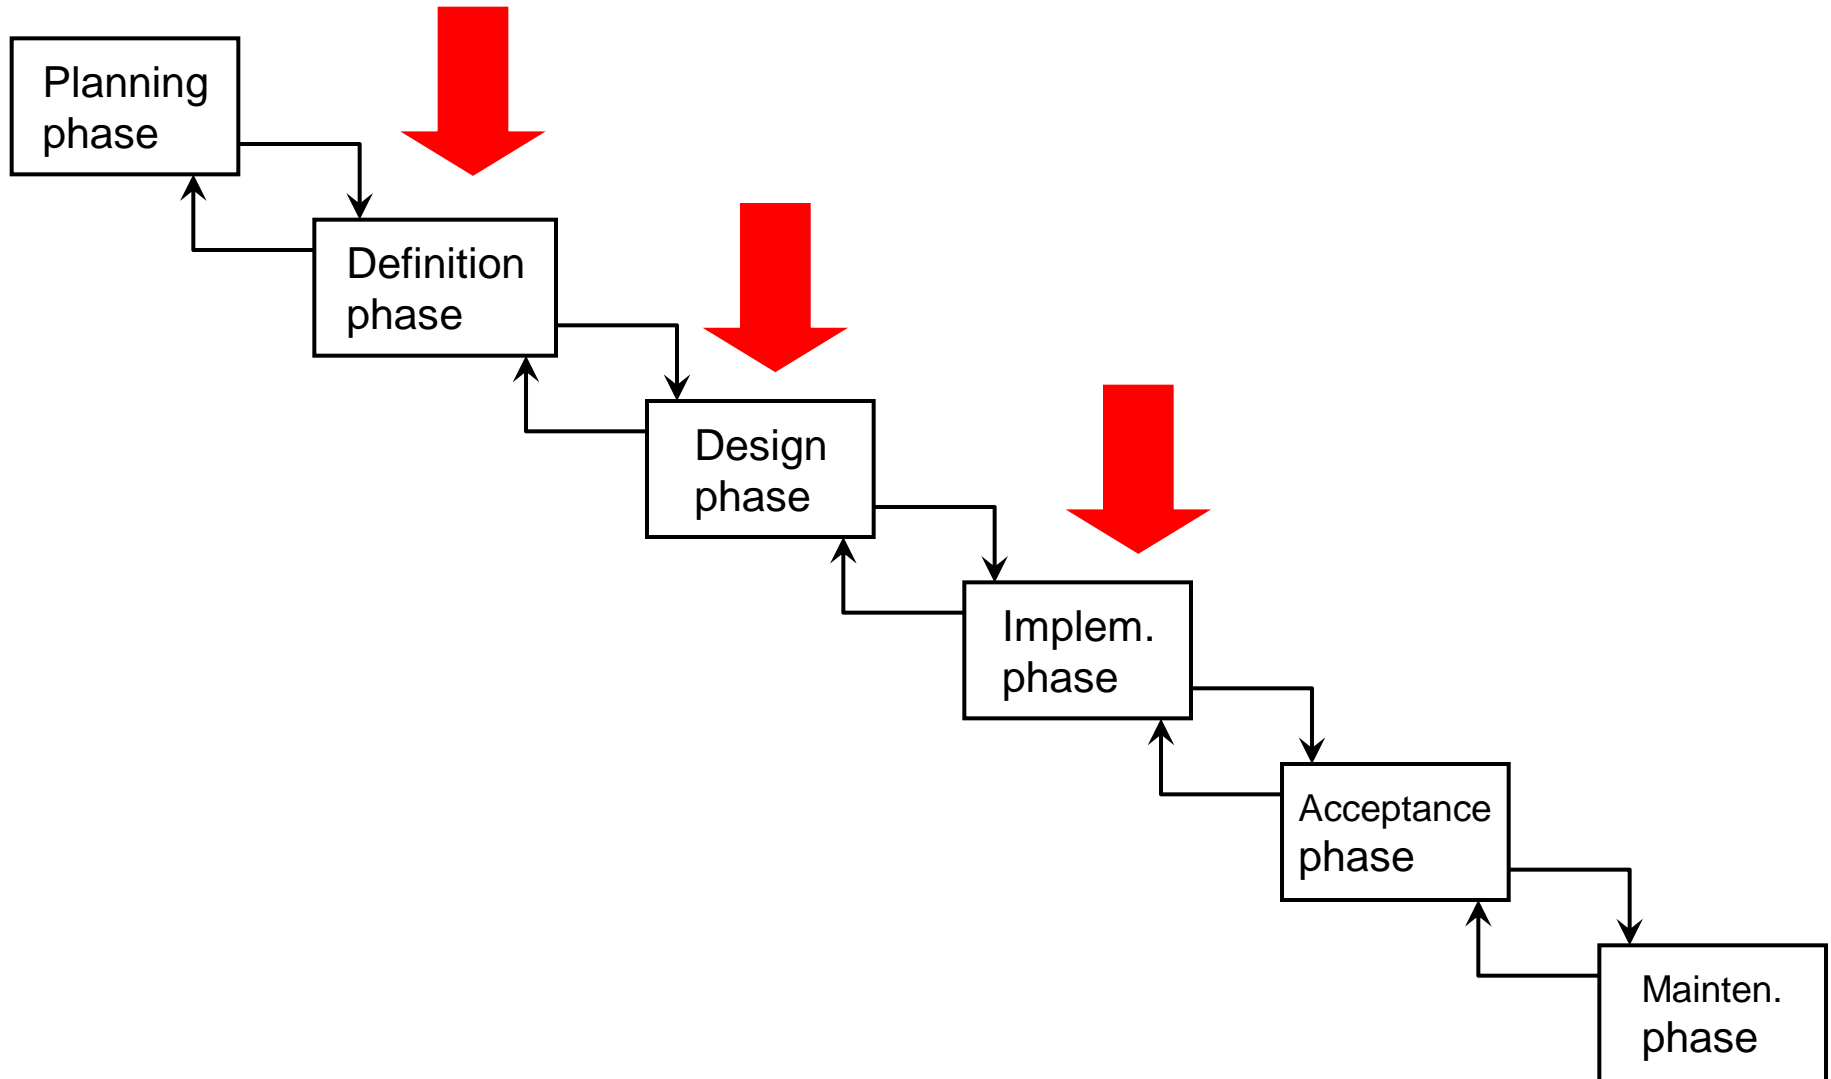 Planning
phase
Definition
phase
Design
phase
Implem.
phase
Acceptance
phase
Mainten.
phase